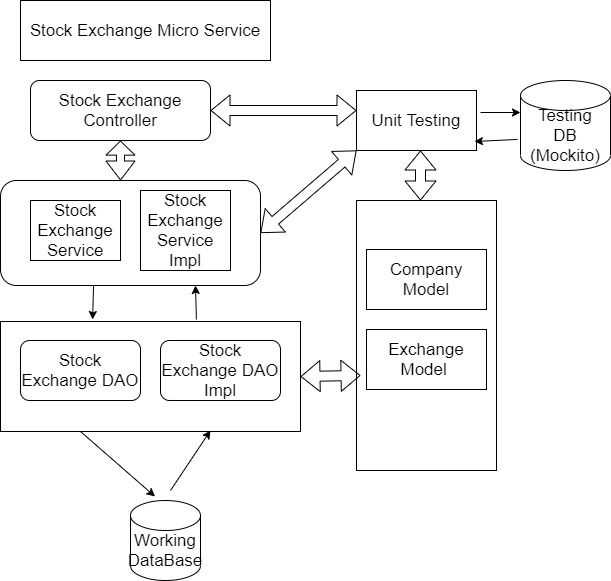 Stock Exchange Micro Service
Stock Exchange
Controller
Unit Testing
Testing
DB
(Mockito)
Stock
Exchange
Service
Stock
Exchange
Service
Impl
Company
Model
Exchange
Model
Stock
Exchange DAO
Stock
Exchange DAO
Impl
Working
DataBase